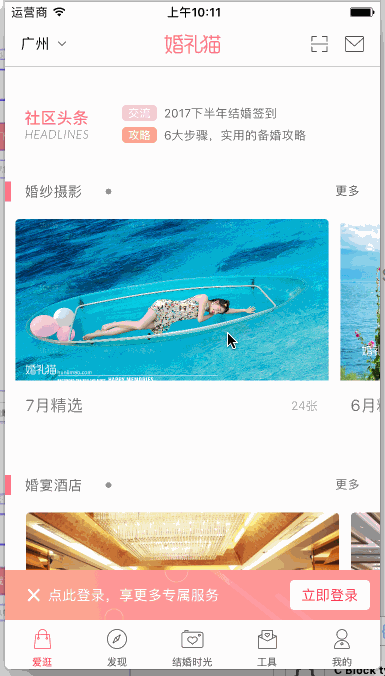 运营商 上午10:11
广州 婚礼猫
社区头条
HEADLINES
交流 2017下半年结婚签到
攻略 6大步骤，实用的备婚攻略
婚纱摄影 更多
婚礼猫 hunlimao.com
HAPPY MEMORIES
7月精选 24张 6月
婚宴酒店 更多
点此登录，享更多专属服务 立即登录
爱逛 发现 结婚时光 工具 我的
C Block t